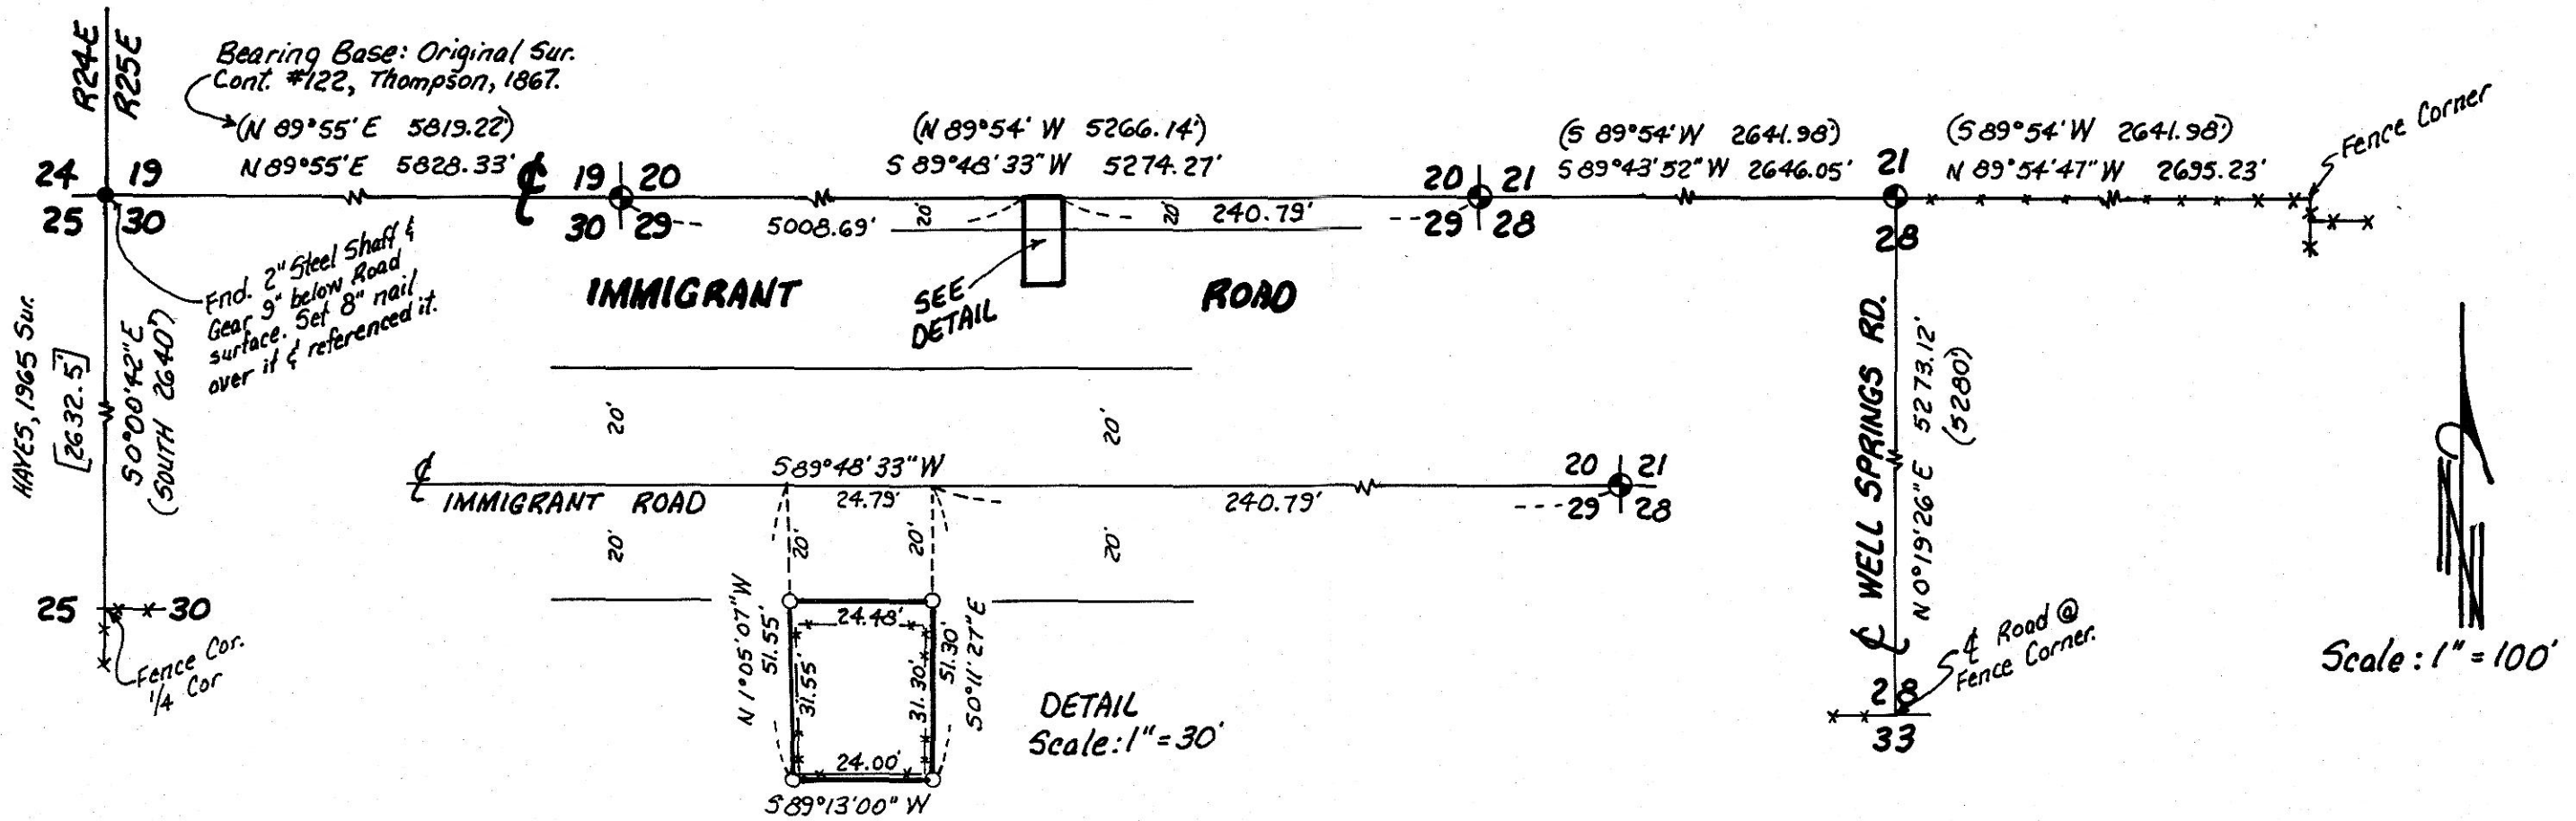 R24E
R25E
Bearing Base: Original Sur.
Cont. #122, Thompson, 1867.
(N 89°55' E 5819.22')
N 89°55' E 5828.33'
(N 89°54' W 5266.14')
S 89°48'33" W 5274.27'
(S 89°54' W 2641.98')
S 89°43'52" W 2646.05'
(S 89°54' W 2641.98')
N 89°54'47" W 2695.23'
Fence Corner
24 19
25 30
℄
19 20
30 29
5008.69'
20'
20'
240.79'
20 21
29 28
21
28
Fnd. 2" Steel Shaft &
Gear 9" below Road
surface. Set 8" nail
over it & referenced it.
IMMIGRANT ROAD
SEE
DETAIL
HAYES, 1965 Sur.
[2632.5']
S 0°00'42" E
(SOUTH 2640')
25 30
Fence Cor.
1/4 Cor
20'
20'
℄
S 89°48'33" W
IMMIGRANT ROAD
24.79'
240.79'
20 21
29 28
20'
20'
20'
20'
N 1°05'07" W
51.55'
31.55'
24.48'
31.30'
51.30'
S 0°11'27" E
24.00'
S 89°13'00" W
DETAIL
Scale: 1" = 30'
℄ WELL SPRINGS RD.
N 0°19'26" E 5273.12'
(5280')
℄ Road @
Fence Corner.
28
33
N
Scale: 1" = 100'